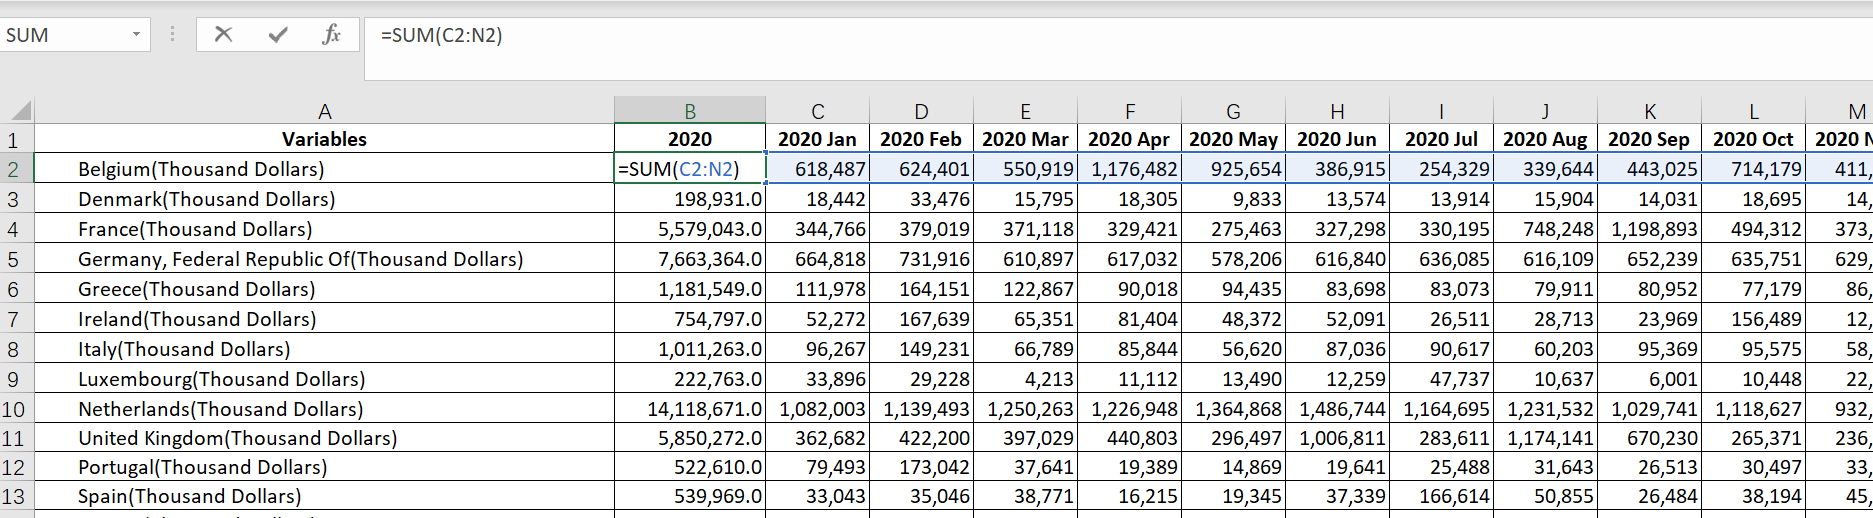 SUM fx =SUM(C2:N2)
A B C D E F G H I J K L M
1 Variables 2020 2020 Jan 2020 Feb 2020 Mar 2020 Apr 2020 May 2020 Jun 2020 Jul 2020 Aug 2020 Sep 2020 Oct 2020
2 Belgium(Thousand Dollars) =SUM(C2:N2) 618,487 624,401 550,919 1,176,482 925,654 386,915 254,329 339,644 443,025 714,179 411,
3 Denmark(Thousand Dollars) 198,931.0 18,442 33,476 15,795 18,305 9,833 13,574 13,914 15,904 14,031 18,695 14,
4 France(Thousand Dollars) 5,579,043.0 344,766 379,019 371,118 329,421 275,463 327,298 330,195 748,248 1,198,893 494,312 373,
5 Germany, Federal Republic Of(Thousand Dollars) 7,663,364.0 664,818 731,916 610,897 617,032 578,206 616,840 636,085 616,109 652,239 635,751 629,
6 Greece(Thousand Dollars) 1,181,549.0 111,978 164,151 122,867 90,018 94,435 83,698 83,073 79,911 80,952 77,179 86,
7 Ireland(Thousand Dollars) 754,797.0 52,272 167,639 65,351 81,404 48,372 52,091 26,511 28,713 23,969 156,489 12,
8 Italy(Thousand Dollars) 1,011,263.0 96,267 149,231 66,789 85,844 56,620 87,036 90,617 60,203 95,369 95,575 58,
9 Luxembourg(Thousand Dollars) 222,763.0 33,896 29,228 4,213 11,112 13,490 12,259 47,737 10,637 6,001 10,448 22,
10 Netherlands(Thousand Dollars) 14,118,671.0 1,082,003 1,139,493 1,250,263 1,226,948 1,364,868 1,486,744 1,164,695 1,231,532 1,029,741 1,118,627 932,
11 United Kingdom(Thousand Dollars) 5,850,272.0 362,682 422,200 397,029 440,803 296,497 1,006,811 283,611 1,174,141 670,230 265,371 236,
12 Portugal(Thousand Dollars) 522,610.0 79,493 173,042 37,641 19,389 14,869 19,641 25,488 31,643 26,513 30,497 33,
13 Spain(Thousand Dollars) 539,969.0 33,043 35,046 38,771 16,215 19,345 37,339 166,614 50,855 26,484 38,194 45,